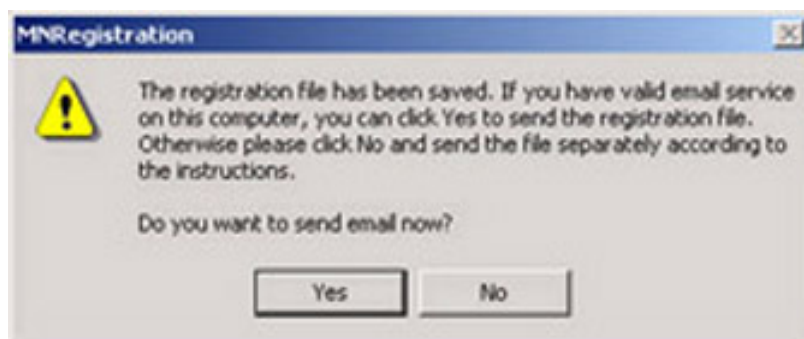 MNRegistration
The registration file has been saved. If you have valid email service
on this computer, you can click Yes to send the registration file.
Otherwise please click No and send the file separately according to
the instructions.
Do you want to send email now?
Yes No